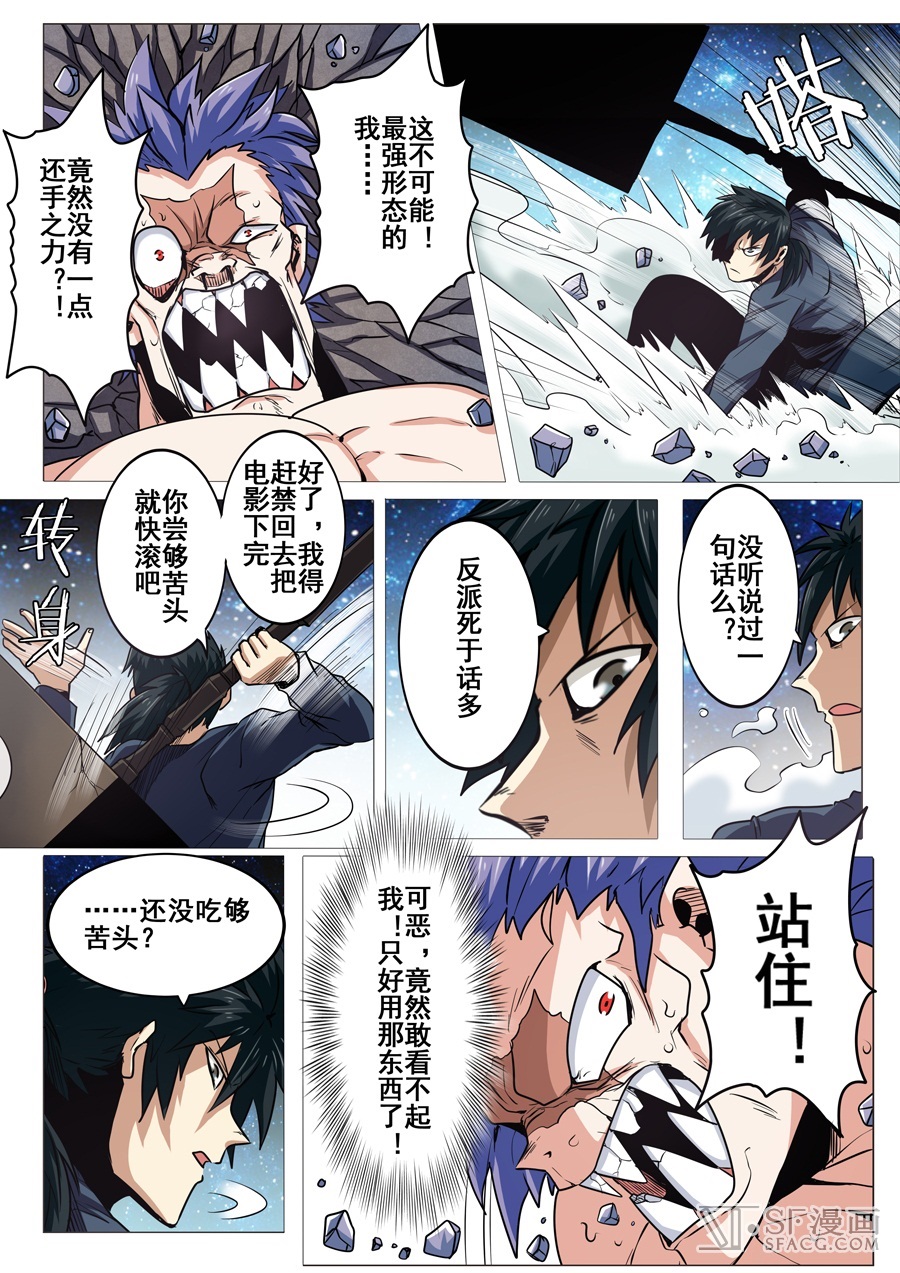 嗒
这不可能！
最强形态的
我……
竟然没有一点
还手之力？！
没听说过一
句话么？
反派死于话多
好了，我得
赶禁回去把
电影下完
你尝够苦头
就快滚吧
转身
站住！
可恶，竟然敢看不起
我！只好用那东西了！
……还没吃够
苦头？
SF漫画
SFACG.COM